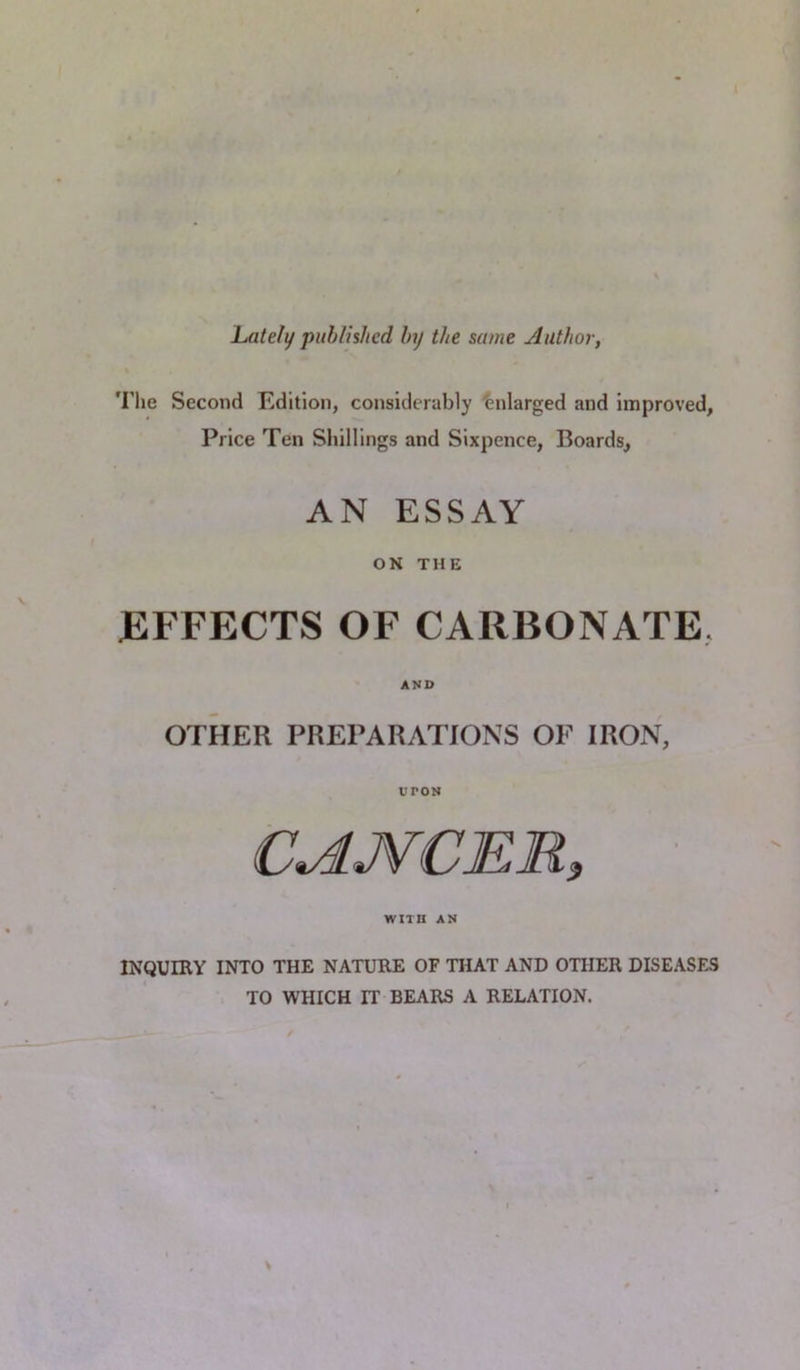 Lately published by the same Author,
The Second Edition, considerably enlarged and improved,
Price Ten Shillings and Sixpence, Boards,
AN ESSAY
ON THE
EFFECTS OF CARBONATE,
AND
OTHER PREPARATIONS OF IRON,
UPON
CANCER,
WITH AN
INQUIRY INTO THE NATURE OF THAT AND OTHER DISEASES
TO WHICH IT BEARS A RELATION.